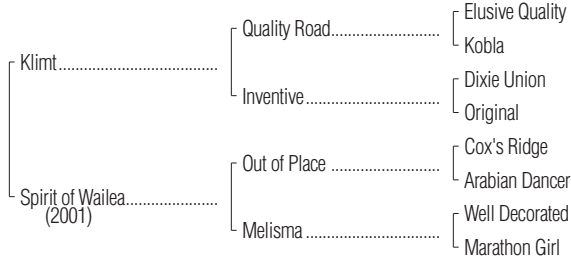 Elusive Quality
Quality Road
Kobla
Klimt
Dixie Union
Inventive
Original
Cox's Ridge
Out of Place
Arabian Dancer
Spirit of Wailea
(2001)
Well Decorated
Melisma
Marathon Girl